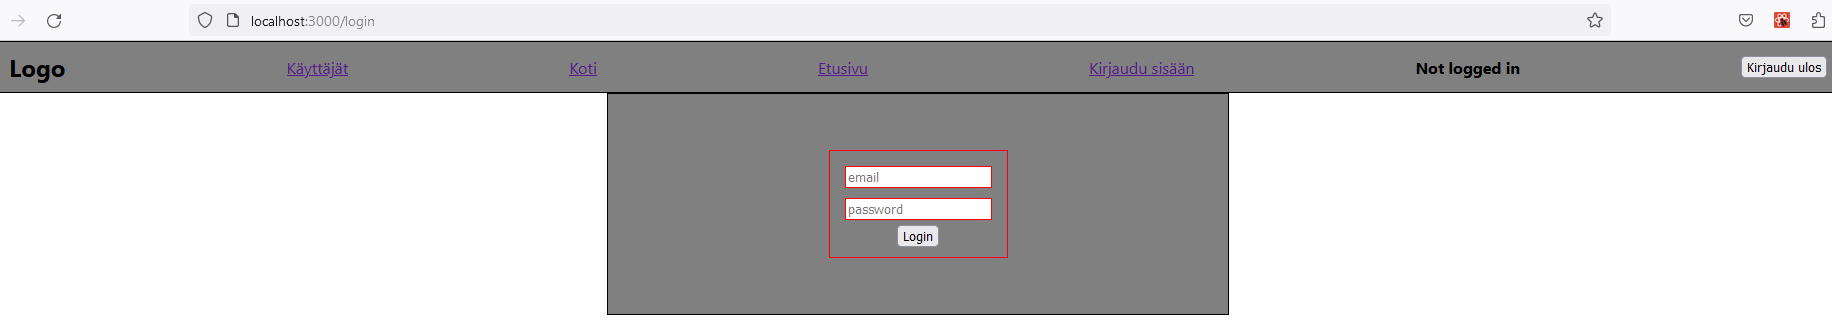 localhost:3000/login
Logo Käyttäjät Koti Etusivu Kirjaudu sisään Not logged in Kirjaudu ulos
email
password
Login